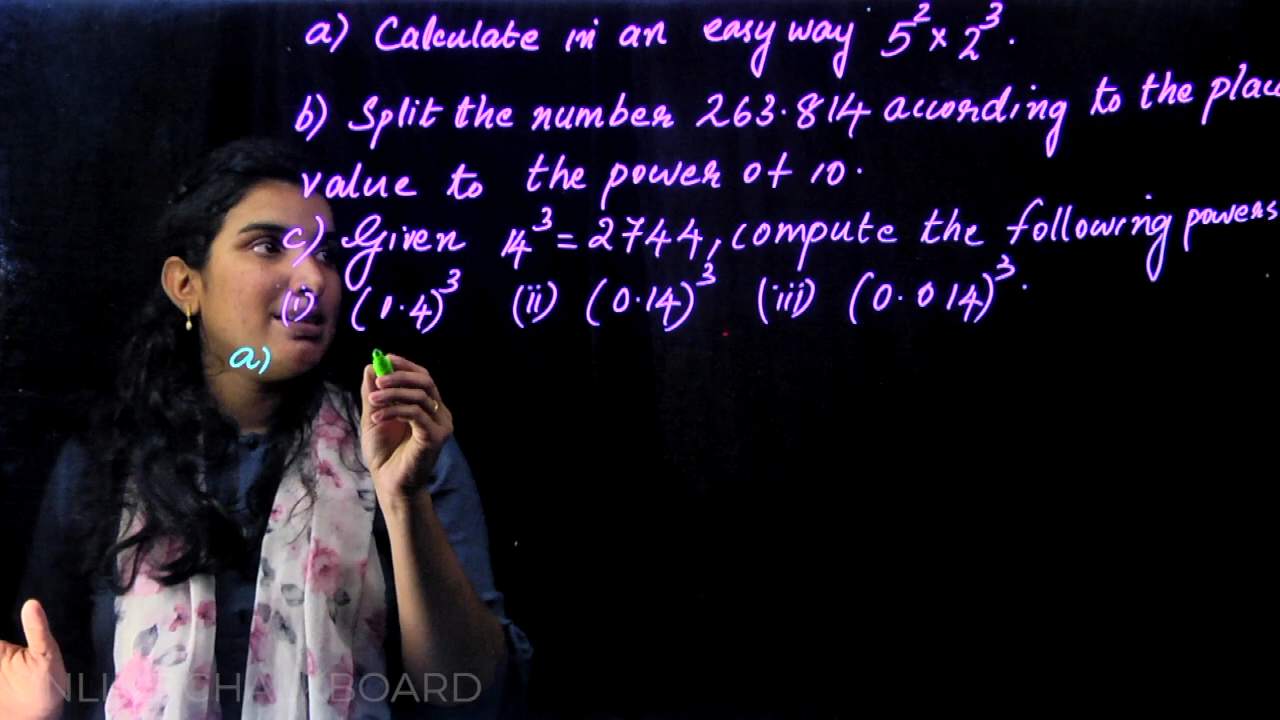 a) Calculate in an easy way 5² × 2³.
b) Split the number 263.814 according to the
value to the power of 10.
c) Given 14³ = 2744, compute the following powers
(i) (1.4)³ (ii) (0.14)³ (iii) (0.014)³.
a)
BOARD